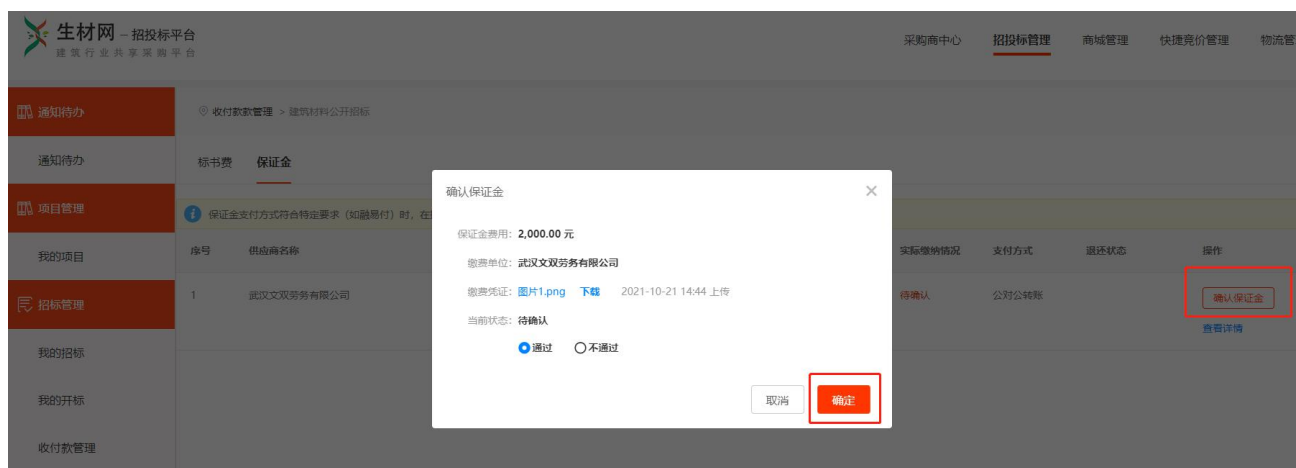 生材网 – 招投标平台
建筑行业共享采购平台
采购商中心 招投标管理 商城管理 快捷竞价管理 物流管
通知待办
收付款款管理 > 建筑材料公开招标
通知待办
标书费 保证金
项目管理
保证金支付方式符合特定要求（如融易付）时，在
我的项目
序号 供应商名称 实际缴纳情况 支付方式 退还状态 操作
招标管理
1 武汉文双劳务有限公司 待确认 公对公转账 确认保证金
查看详情
我的招标
我的开标
收付款管理
确认保证金
保证金费用: 2,000.00 元
缴费单位: 武汉文双劳务有限公司
缴费凭证: 图片1.png 下载 2021-10-21 14:44 上传
当前状态: 待确认
通过 不通过
取消 确定